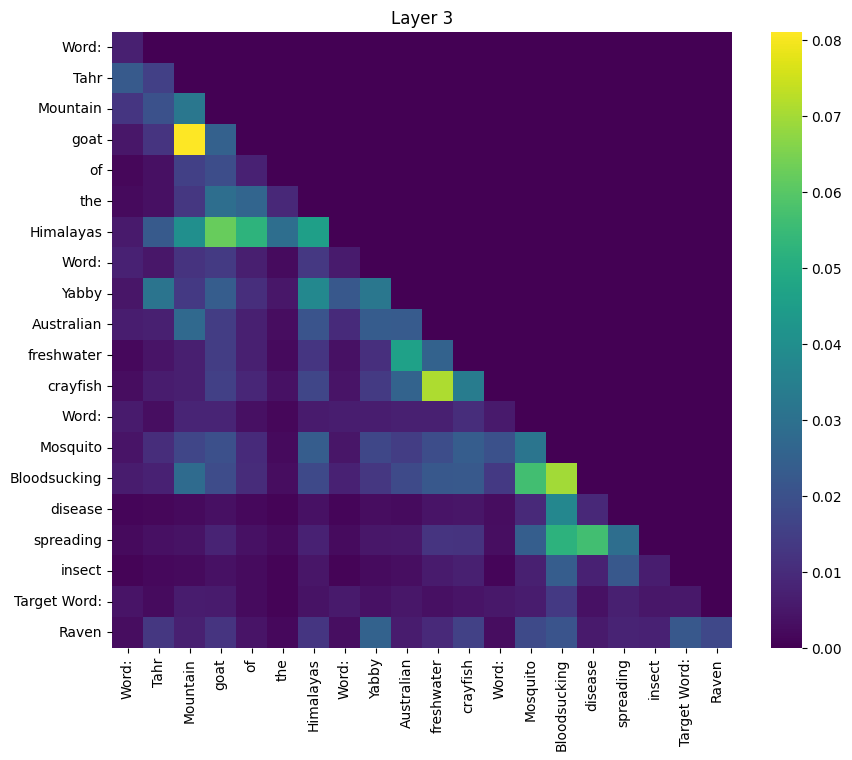 Layer 3
Word:
Tahr
Mountain
goat
of
the
Himalayas
Word:
Yabby
Australian
freshwater
crayfish
Word:
Mosquito
Bloodsucking
disease
spreading
insect
Target Word:
Raven
Word:
Tahr
Mountain
goat
of
the
Himalayas
Word:
Yabby
Australian
freshwater
crayfish
Word:
Mosquito
Bloodsucking
disease
spreading
insect
Target Word:
Raven
0.08
0.07
0.06
0.05
0.04
0.03
0.02
0.01
0.00